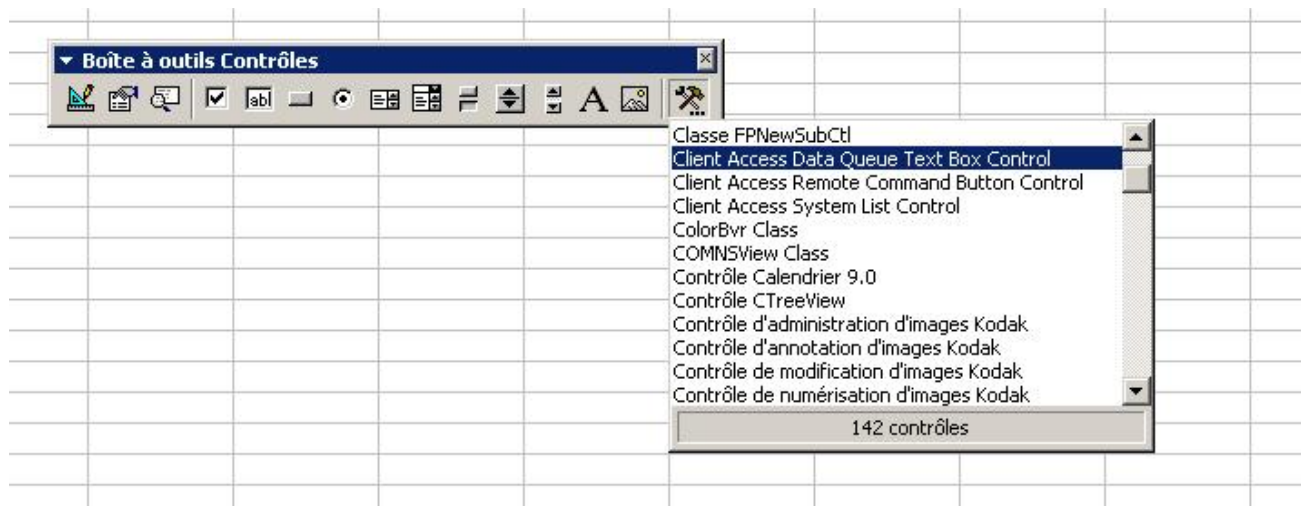 Boîte à outils Contrôles
abl
A
Classe FPNewSubCtl
Client Access Data Queue Text Box Control
Client Access Remote Command Button Control
Client Access System List Control
ColorBvr Class
COMNSView Class
Contrôle Calendrier 9.0
Contrôle CTreeView
Contrôle d'administration d'images Kodak
Contrôle d'annotation d'images Kodak
Contrôle de modification d'images Kodak
Contrôle de numérisation d'images Kodak
142 contrôles